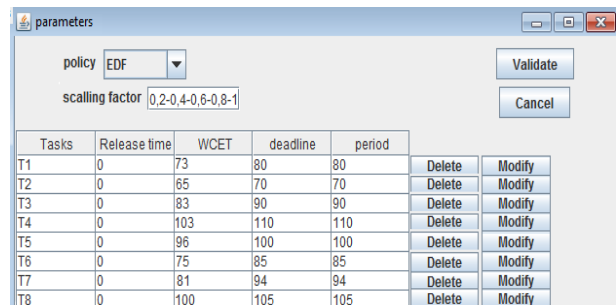 parameters
policy EDF Validate
scalling factor 0,2-0,4-0,6-0,8-1 Cancel
Tasks Release time WCET deadline period
T1 0 73 80 80 Delete Modify
T2 0 65 70 70 Delete Modify
T3 0 83 90 90 Delete Modify
T4 0 103 110 110 Delete Modify
T5 0 96 100 100 Delete Modify
T6 0 75 85 85 Delete Modify
T7 0 81 94 94 Delete Modify
T8 0 100 105 105 Delete Modify